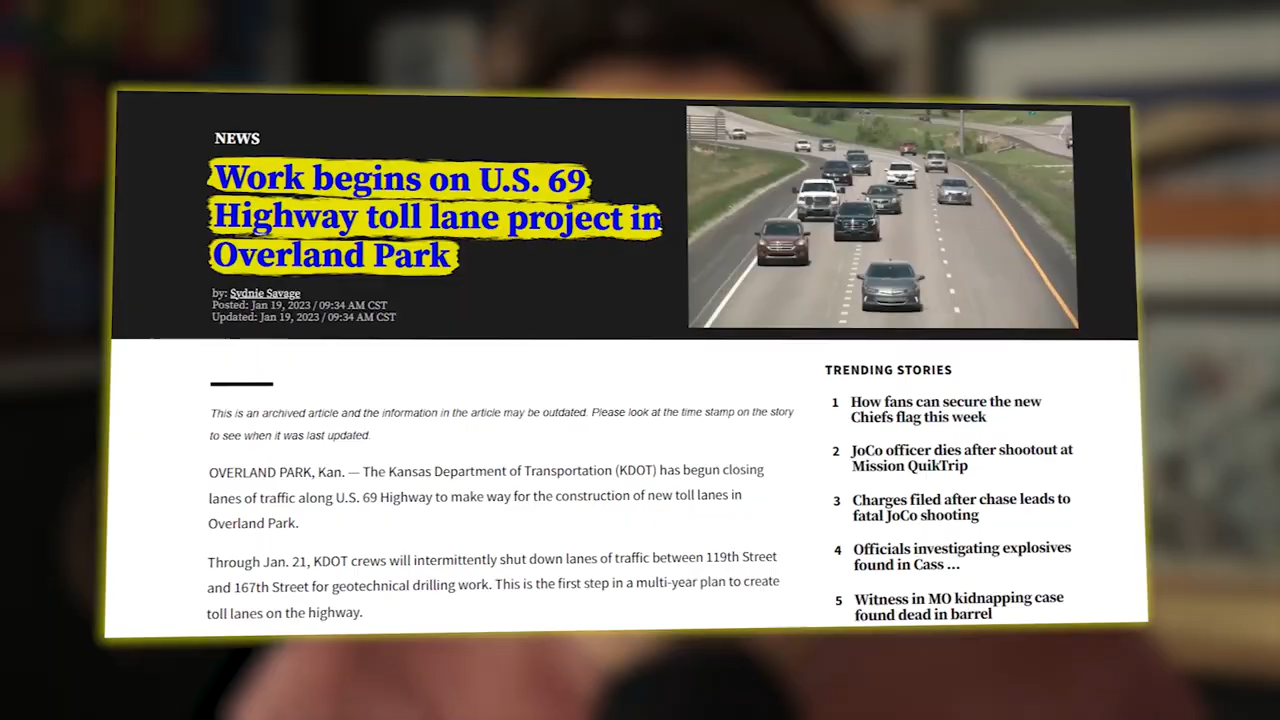 NEWS
Work begins on U.S. 69
Highway toll lane project in
Overland Park
by: Sydnie Savage
Posted: Jan 19, 2023 / 09:34 AM CST
Updated: Jan 19, 2023 / 09:34 AM CST
This is an archived article and the information in the article may be outdated. Please look at the time stamp on the story
to see when it was last updated.
OVERLAND PARK, Kan. — The Kansas Department of Transportation (KDOT) has begun closing
lanes of traffic along U.S. 69 Highway to make way for the construction of new toll lanes in
Overland Park.
Through Jan. 21, KDOT crews will intermittently shut down lanes of traffic between 119th Street
and 167th Street for geotechnical drilling work. This is the first step in a multi-year plan to create
toll lanes on the highway.
TRENDING STORIES
1 How fans can secure the new
Chiefs flag this week
2 JoCo officer dies after shootout at
Mission QuikTrip
3 Charges filed after chase leads to
fatal JoCo shooting
4 Officials investigating explosives
found in Cass ...
5 Witness in MO kidnapping case
found dead in barrel